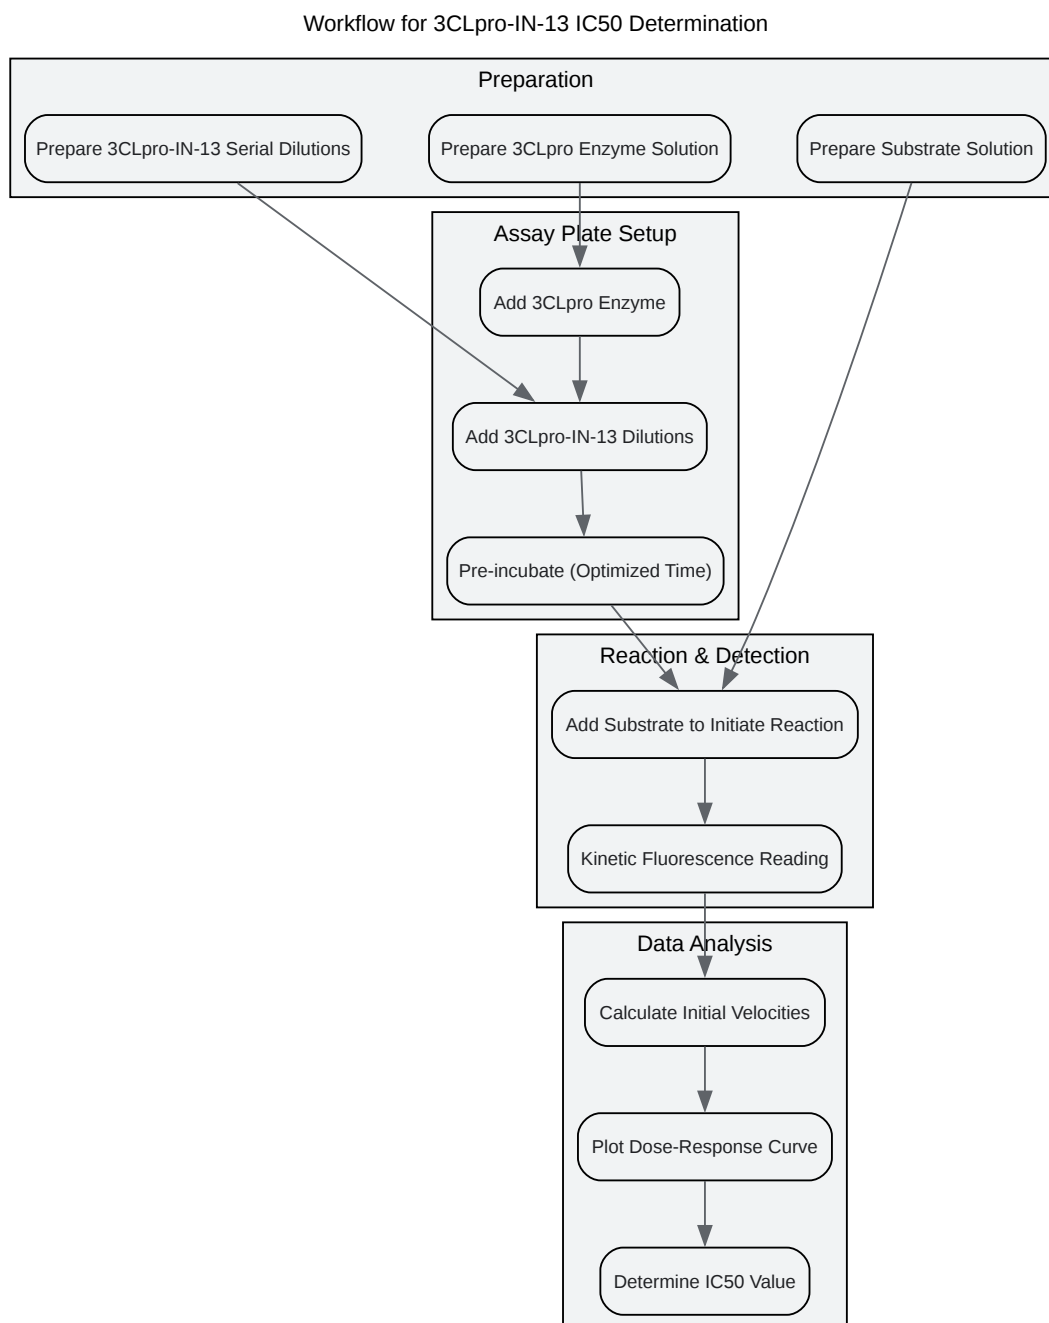 Workflow for 3CLpro-IN-13 IC50 Determination
Preparation
Prepare 3CLpro-IN-13 Serial Dilutions
Prepare 3CLpro Enzyme Solution
Prepare Substrate Solution
Assay Plate Setup
Add 3CLpro Enzyme
Add 3CLpro-IN-13 Dilutions
Pre-incubate (Optimized Time)
Reaction & Detection
Add Substrate to Initiate Reaction
Kinetic Fluorescence Reading
Data Analysis
Calculate Initial Velocities
Plot Dose-Response Curve
Determine IC50 Value